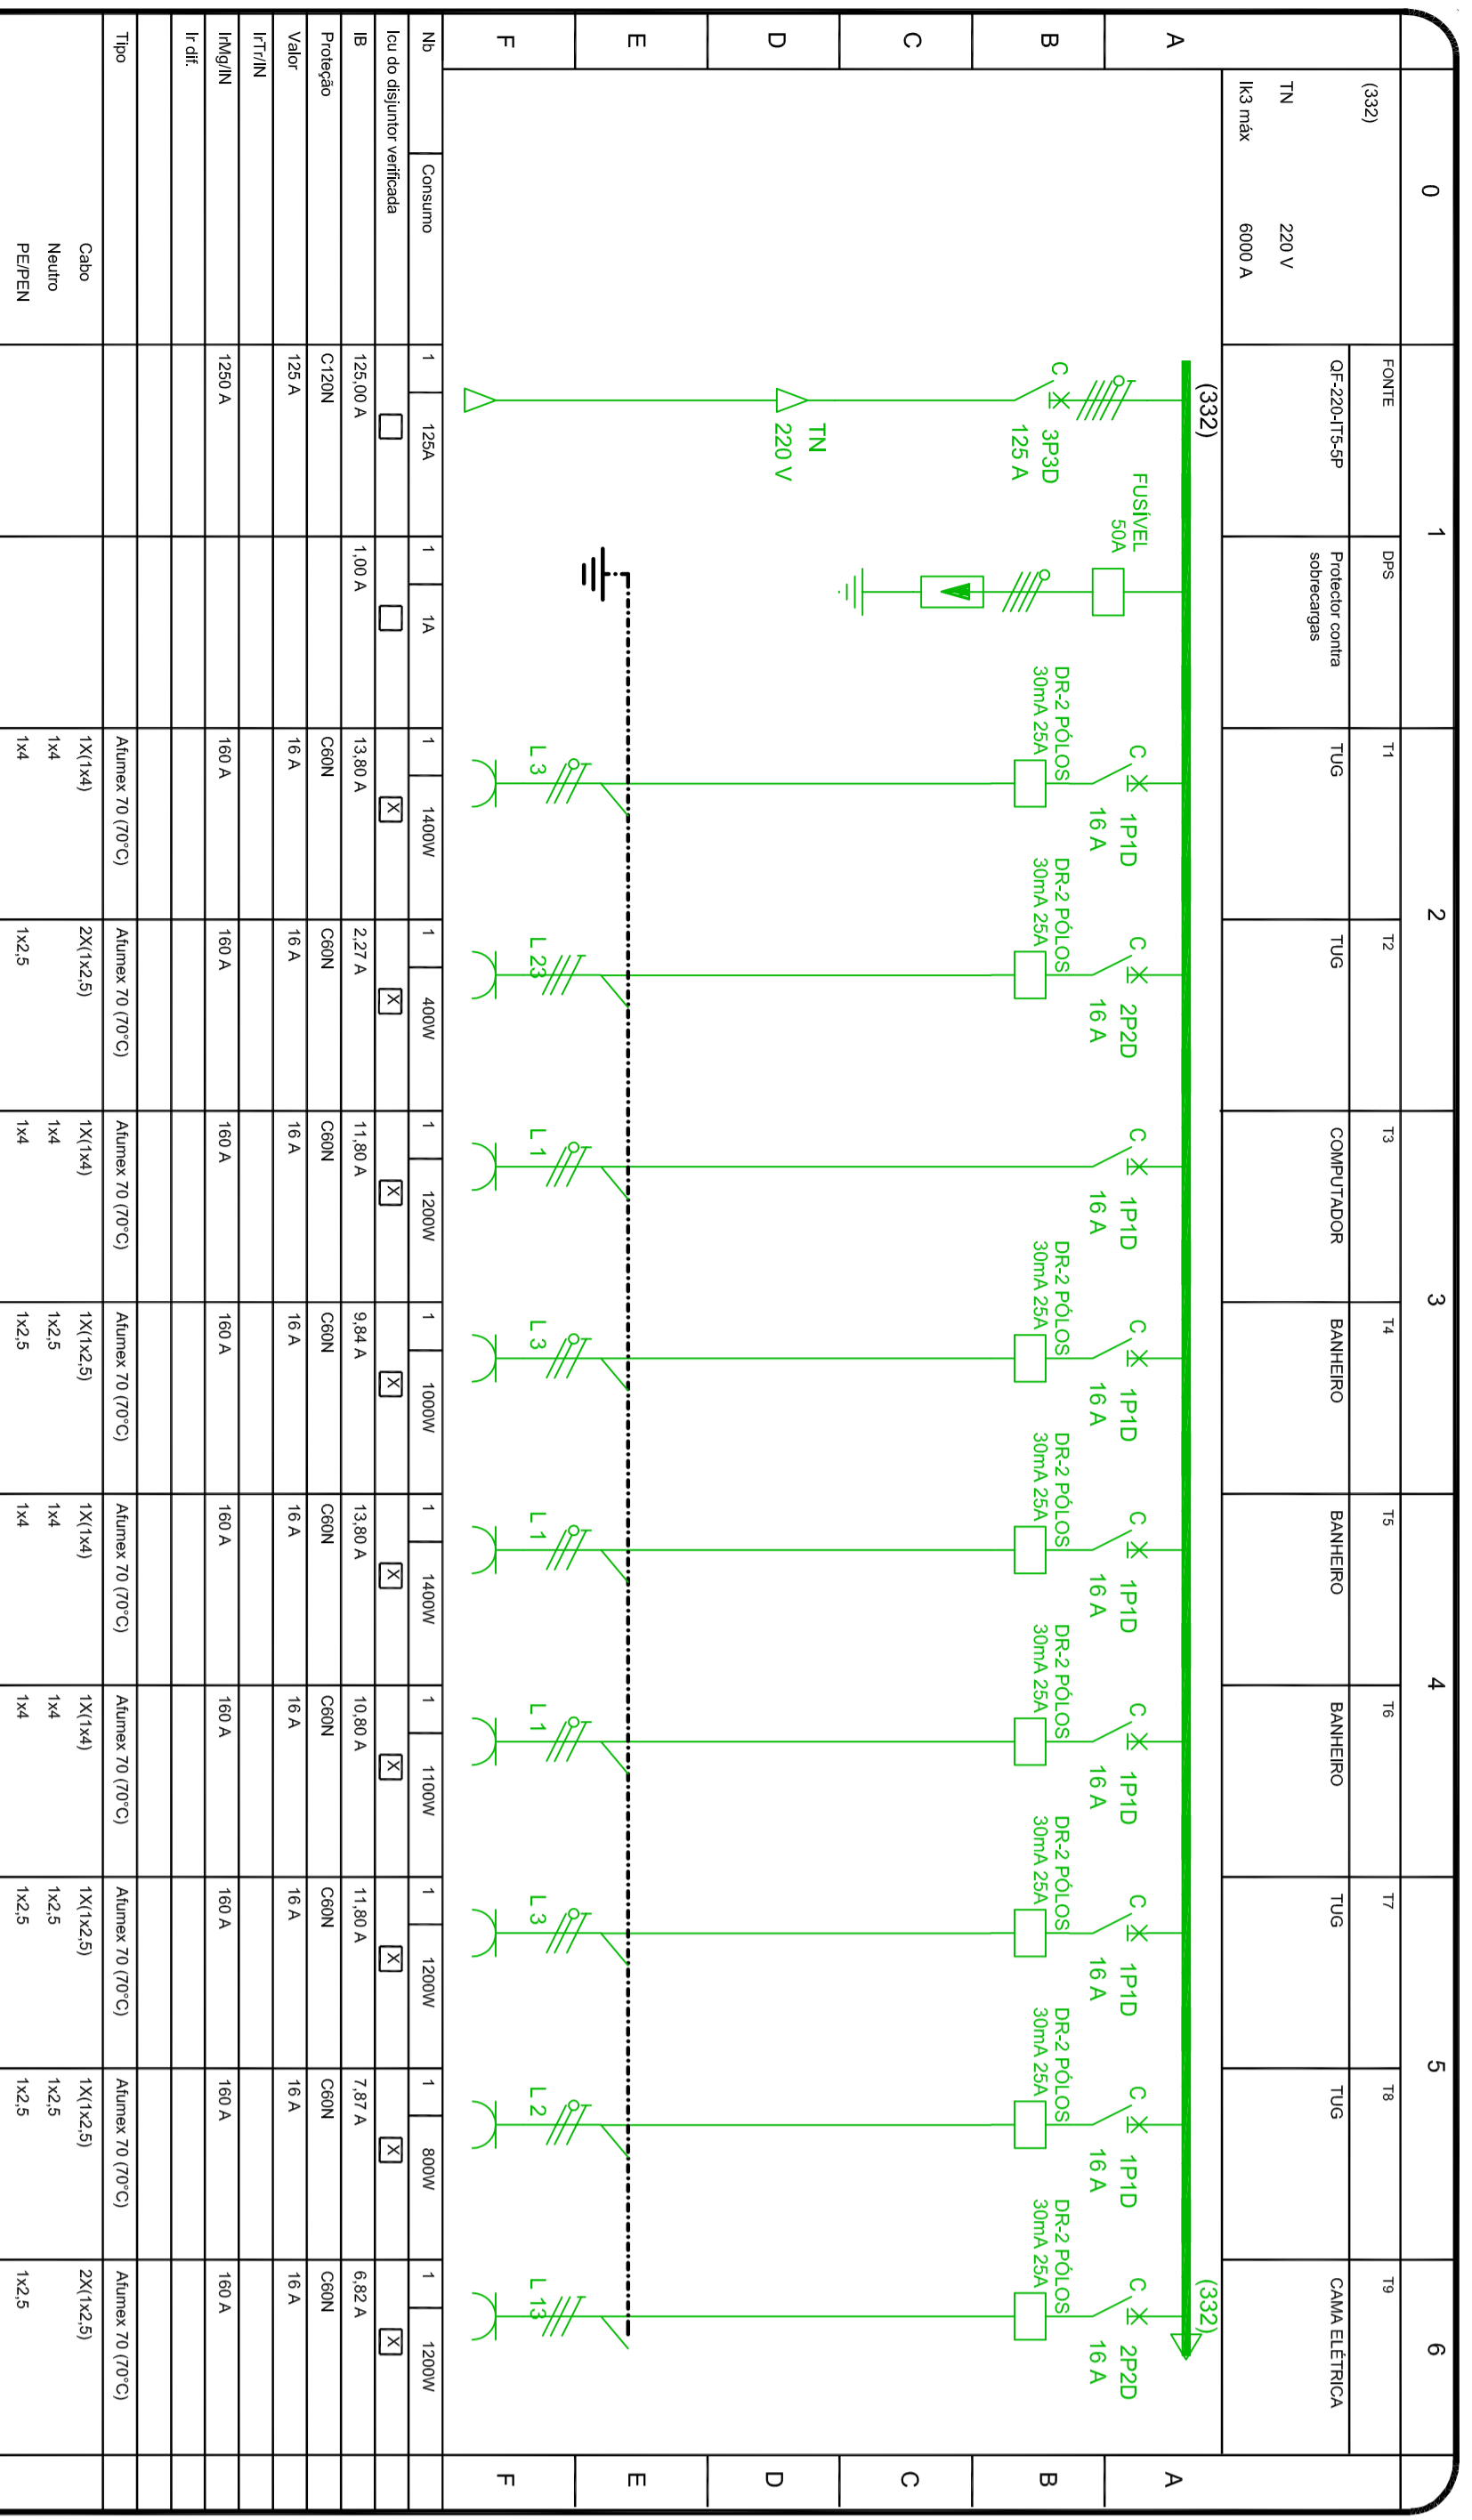 0 1 2 3 4 5 6
(332)
TN 220 V
Ik3 máx 6000 A
FONTE DPS T1 T2 T3 T4 T5 T6 T7 T8 T9
QF-220-IT5-5P
Protector contra
sobrecargas
TUG TUG COMPUTADOR BANHEIRO BANHEIRO BANHEIRO TUG TUG CAMA ELÉTRICA
(332) (332)
A A
FUSÍVEL
50A
C 1P1D
16 A
C 2P2D
16 A
C 1P1D
16 A
C 1P1D
16 A
C 1P1D
16 A
C 1P1D
16 A
C 1P1D
16 A
C 1P1D
16 A
C 2P2D
16 A
B B
C 3P3D
125 A
DR-2 PÓLOS
30mA 25A
DR-2 PÓLOS
30mA 25A
DR-2 PÓLOS
30mA 25A
DR-2 PÓLOS
30mA 25A
DR-2 PÓLOS
30mA 25A
DR-2 PÓLOS
30mA 25A
DR-2 PÓLOS
30mA 25A
DR-2 PÓLOS
30mA 25A
C C
D D
TN
220 V
E E
F F
L 3 L 23 L 1 L 3 L 1 L 1 L 3 L 2 L 13
Nb Consumo 1 125A 1 1A 1 1400W 1 400W 1 1200W 1 1000W 1 1400W 1 1100W 1 1200W 1 800W 1 1200W
Icu do disjuntor verificada X X X X X X X X X
IB 125,00 A 1,00 A 13,80 A 2,27 A 11,80 A 9,84 A 13,80 A 10,80 A 11,80 A 7,87 A 6,82 A
Proteção C120N C60N C60N C60N C60N C60N C60N C60N C60N C60N
Valor 125 A 16 A 16 A 16 A 16 A 16 A 16 A 16 A 16 A 16 A
IrTr/IN
IrMg/IN 1250 A 160 A 160 A 160 A 160 A 160 A 160 A 160 A 160 A 160 A
Ir dif.
Tipo Afumex 70 (70°C) Afumex 70 (70°C) Afumex 70 (70°C) Afumex 70 (70°C) Afumex 70 (70°C) Afumex 70 (70°C) Afumex 70 (70°C) Afumex 70 (70°C) Afumex 70 (70°C)
Cabo 1X(1x4) 2X(1x2,5) 1X(1x4) 1X(1x2,5) 1X(1x4) 1X(1x4) 1X(1x2,5) 1X(1x2,5) 2X(1x2,5)
Neutro 1x4 1x4 1x2,5 1x4 1x4 1x2,5 1x2,5
PE/PEN 1x4 1x2,5 1x4 1x2,5 1x4 1x4 1x2,5 1x2,5 1x2,5